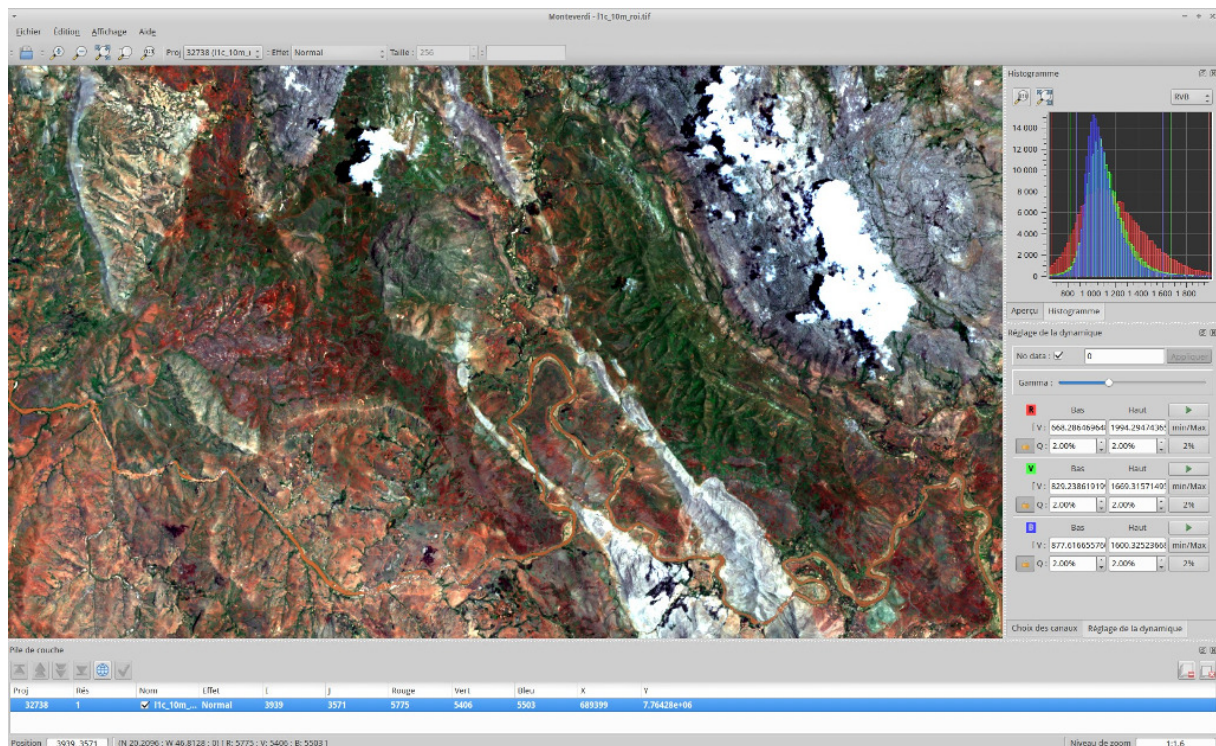 Monteverdi - l1c_10m_roi.tif
Fichier Édition Affichage Aide
Proj 32738 (l1c_10m_r : Effet Normal : Taille : 256 :
Histogramme
RVB
14 000
12 000
10 000
8 000
6 000
4 000
2 000
0
800 1 000 1 200 1 400 1 600 1 800
Aperçu Histogramme
Réglage de la dynamique
No data : 0 Appliquer
Gamma :
R Bas Haut
V : 668.286469648 1994.29474365 min/Max
Q : 2.00% 2.00% 2%
V Bas Haut
V : 829.238619199 1669.31571495 min/Max
Q : 2.00% 2.00% 2%
B Bas Haut
V : 877.61665576 1600.32523668 min/Max
Q : 2.00% 2.00% 2%
Choix des canaux Réglage de la dynamique
Pile de couche
Proj Rés Nom Effet I J Rouge Vert Bleu X Y
32738 1 l1c_10m_... Normal 3939 3571 5775 5406 5503 689399 7.76428e+06
Position 3939, 3571 (N 20.2096 ; W 46.8128 ; 0) [ R: 5775 ; V: 5406 ; B: 5503 ] Niveau de zoom 1:1.6